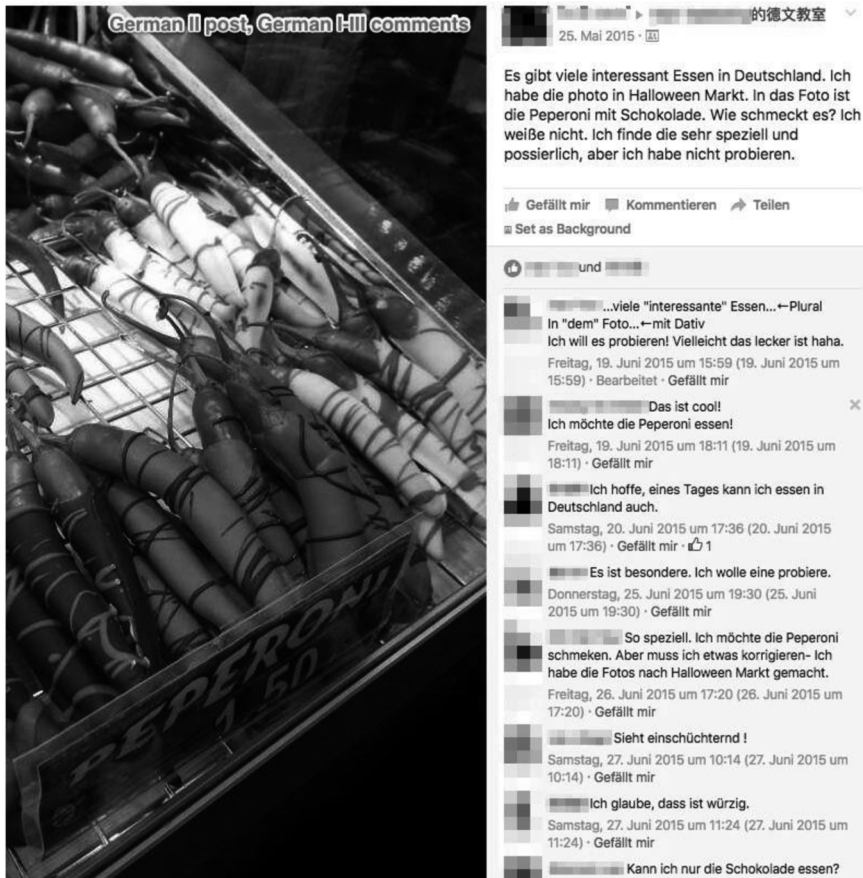 German II post, German I-III comments
PEPERONI
1.50
的德文教室
25. Mai 2015 ·
Es gibt viele interessant Essen in Deutschland. Ich
habe die photo in Halloween Markt. In das Foto ist
die Peperoni mit Schokolade. Wie schmeckt es? Ich
weiße nicht. Ich finde die sehr speziell und
possierlich, aber ich habe nicht probieren.
Gefällt mir Kommentieren Teilen
Set as Background
und
...viele "interessante" Essen...←Plural
In "dem" Foto...←mit Dativ
Ich will es probieren! Vielleicht das lecker ist haha.
Freitag, 19. Juni 2015 um 15:59 (19. Juni 2015 um
15:59) · Bearbeitet · Gefällt mir
Das ist cool!
Ich möchte die Peperoni essen!
Freitag, 19. Juni 2015 um 18:11 (19. Juni 2015 um
18:11) · Gefällt mir
Ich hoffe, eines Tages kann ich essen in
Deutschland auch.
Samstag, 20. Juni 2015 um 17:36 (20. Juni 2015
um 17:36) · Gefällt mir · 1
Es ist besondere. Ich wolle eine probiere.
Donnerstag, 25. Juni 2015 um 19:30 (25. Juni
2015 um 19:30) · Gefällt mir
So speziell. Ich möchte die Peperoni
schmeken. Aber muss ich etwas korrigieren- Ich
habe die Fotos nach Halloween Markt gemacht.
Freitag, 26. Juni 2015 um 17:20 (26. Juni 2015 um
17:20) · Gefällt mir
Sieht einschüchternd !
Samstag, 27. Juni 2015 um 10:14 (27. Juni 2015 um
10:14) · Gefällt mir
Ich glaube, dass ist würzig.
Samstag, 27. Juni 2015 um 11:24 (27. Juni 2015 um
11:24) · Gefällt mir
Kann ich nur die Schokolade essen?